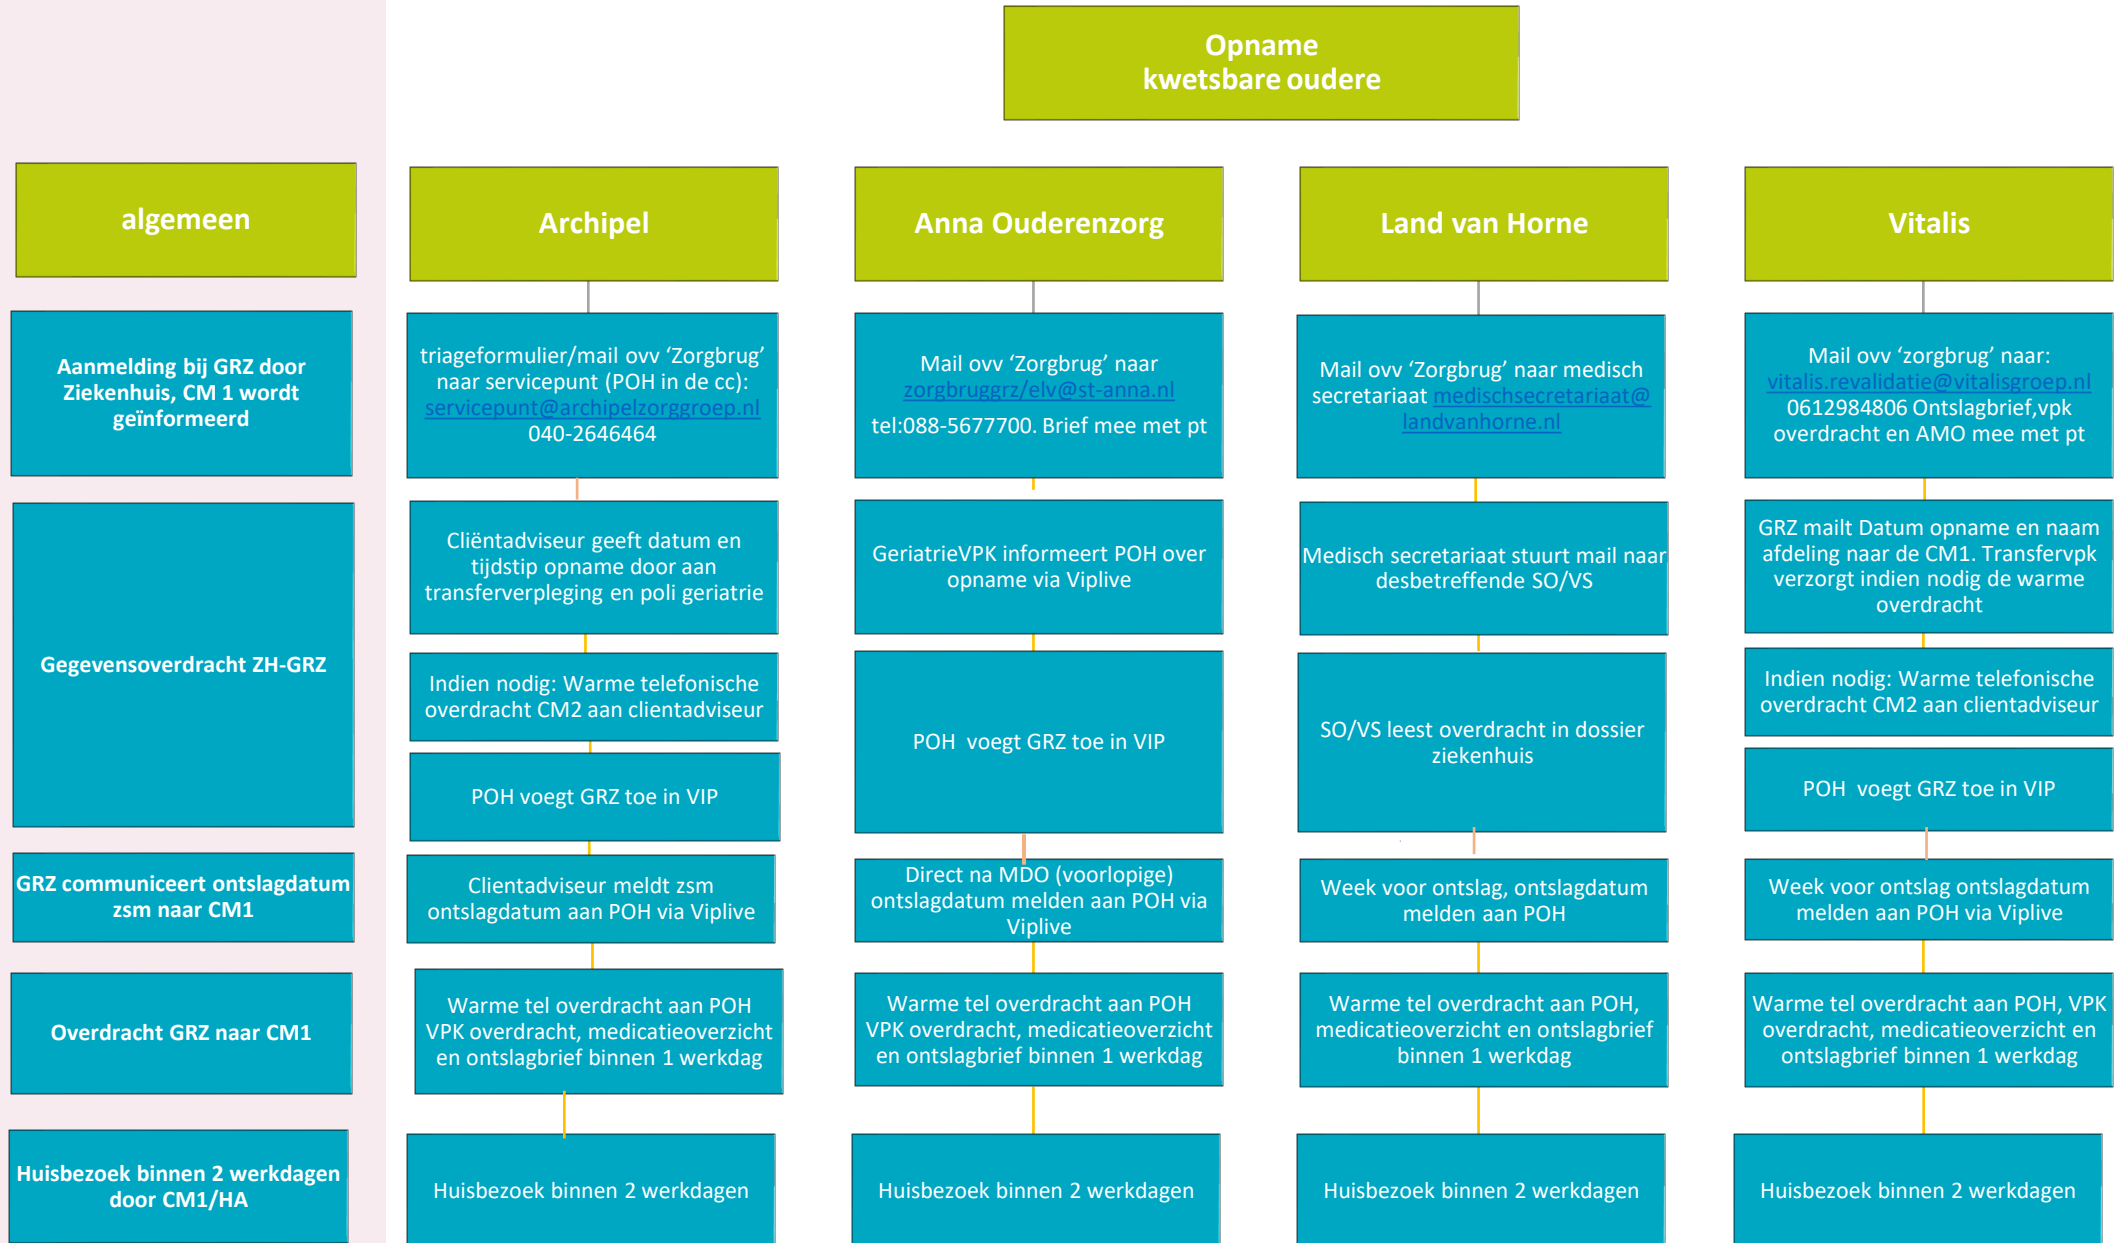 Opname
kwetsbare oudere
algemeen
Archipel
Anna Ouderenzorg
Land van Horne
Vitalis
Aanmelding bij GRZ door
Ziekenhuis, CM 1 wordt
geïnformeerd
triageformulier/mail ovv ‘Zorgbrug’
naar servicepunt (POH in de cc):
servicepunt@archipelzorggroep.nl
040-2646464
Mail ovv ‘Zorgbrug’ naar
zorgbruggrz/elv@st-anna.nl
tel:088-5677700. Brief mee met pt
Mail ovv ‘Zorgbrug’ naar medisch
secretariaat medischsecretariaat@
landvanhorne.nl
Mail ovv ‘zorgbrug’ naar:
vitalis.revalidatie@vitalisgroep.nl
0612984806 Ontslagbrief,vpk
overdracht en AMO mee met pt
Gegevensoverdracht ZH-GRZ
Cliëntadviseur geeft datum en
tijdstip opname door aan
transferverpleging en poli geriatrie
Indien nodig: Warme telefonische
overdracht CM2 aan clientadviseur
POH voegt GRZ toe in VIP
GeriatrieVPK informeert POH over
opname via Viplive
POH  voegt GRZ toe in VIP
Medisch secretariaat stuurt mail naar
desbetreffende SO/VS
SO/VS leest overdracht in dossier
ziekenhuis
GRZ mailt Datum opname en naam
afdeling naar de CM1. Transfervpk
verzorgt indien nodig de warme
overdracht
Indien nodig: Warme telefonische
overdracht CM2 aan clientadviseur
POH  voegt GRZ toe in VIP
GRZ communiceert ontslagdatum
zsm naar CM1
Clientadviseur meldt zsm
ontslagdatum aan POH via Viplive
Direct na MDO (voorlopige)
ontslagdatum melden aan POH via
Viplive
Week voor ontslag, ontslagdatum
melden aan POH
Week voor ontslag ontslagdatum
melden aan POH via Viplive
Overdracht GRZ naar CM1
Warme tel overdracht aan POH
VPK overdracht, medicatieoverzicht
en ontslagbrief binnen 1 werkdag
Warme tel overdracht aan POH
VPK overdracht, medicatieoverzicht
en ontslagbrief binnen 1 werkdag
Warme tel overdracht aan POH,
medicatieoverzicht en ontslagbrief
binnen 1 werkdag
Warme tel overdracht aan POH, VPK
overdracht, medicatieoverzicht en
ontslagbrief binnen 1 werkdag
Huisbezoek binnen 2 werkdagen
door CM1/HA
Huisbezoek binnen 2 werkdagen
Huisbezoek binnen 2 werkdagen
Huisbezoek binnen 2 werkdagen
Huisbezoek binnen 2 werkdagen